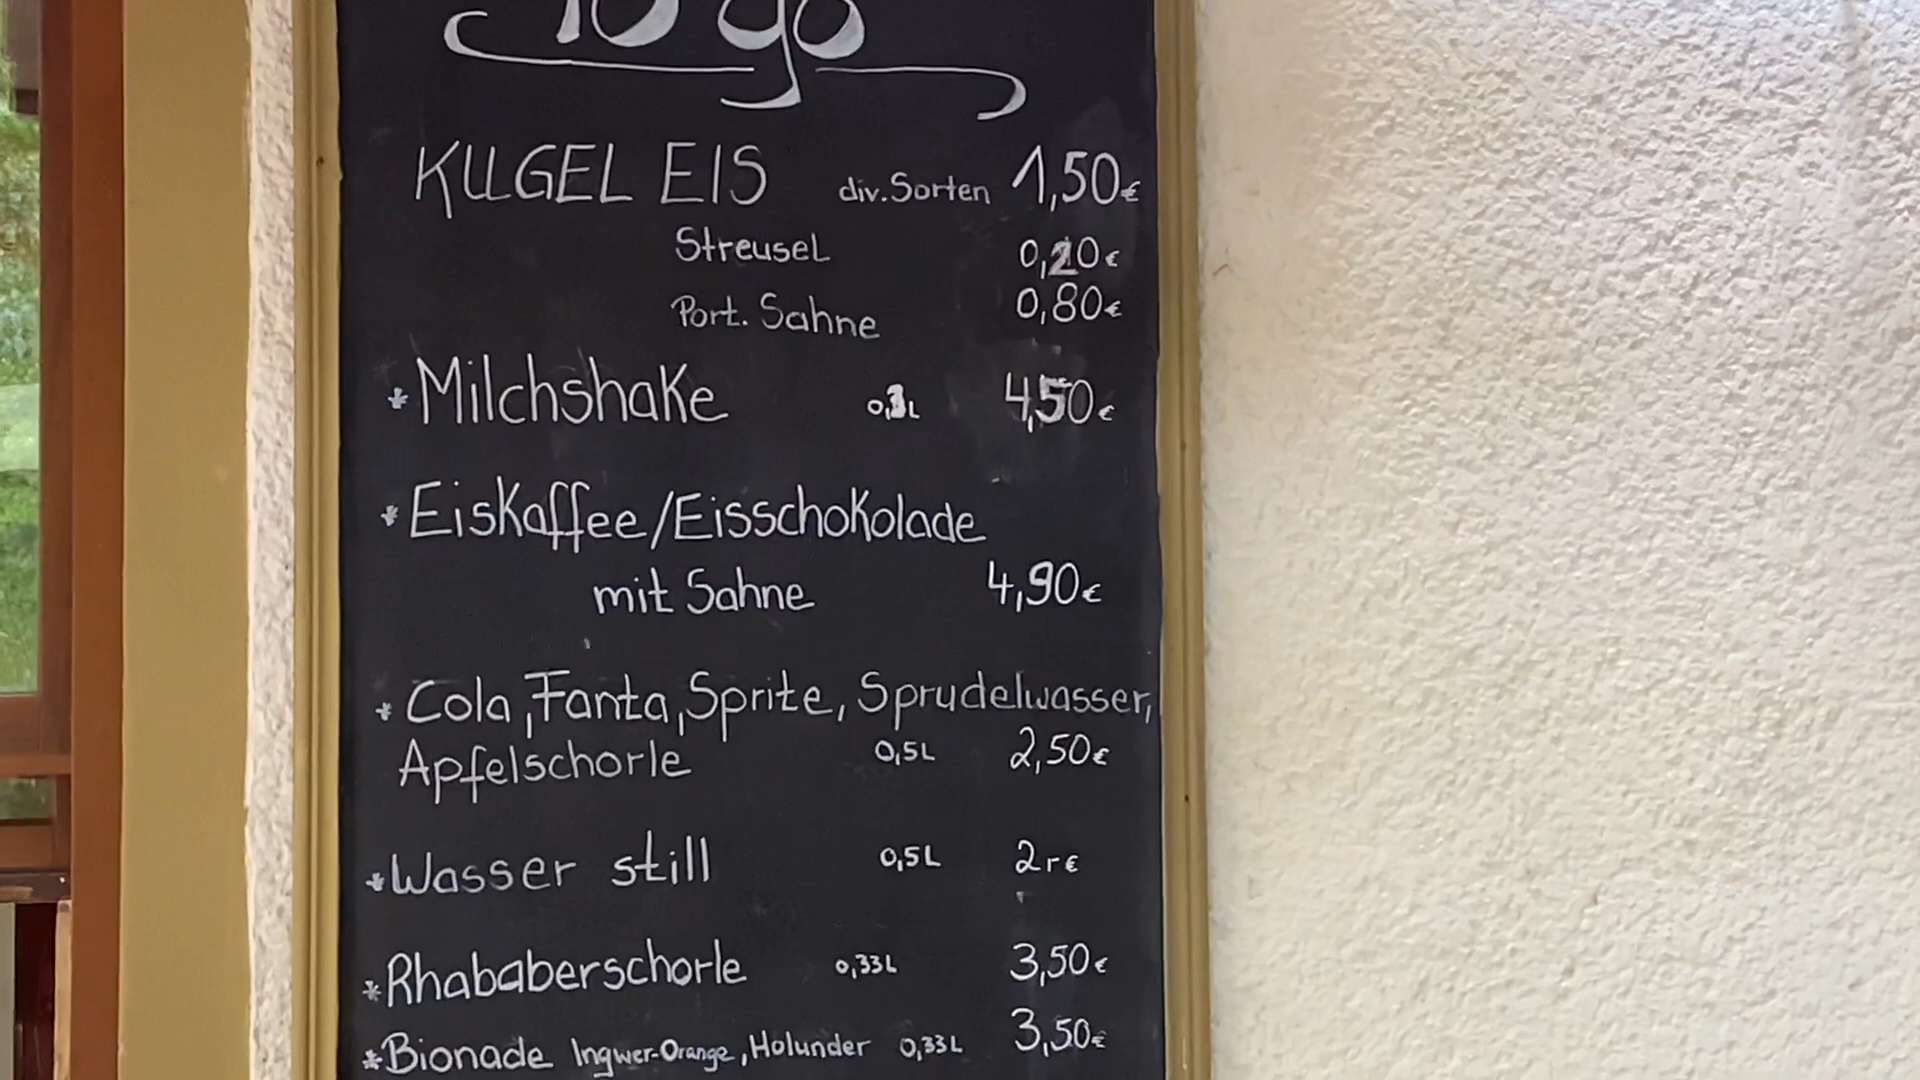 To go
KUGEL EIS div. Sorten 1,50€
Streusel 0,20€
Port. Sahne 0,80€
* Milchshake 0,3L 4,50€
* Eiskaffee/Eisschokolade
mit Sahne 4,90€
* Cola, Fanta, Sprite, Sprudelwasser,
Apfelschorle 0,5L 2,50€
* Wasser still 0,5L 2,-€
* Rhababerschorle 0,33L 3,50€
* Bionade Ingwer-Orange, Holunder 0,33L 3,50€